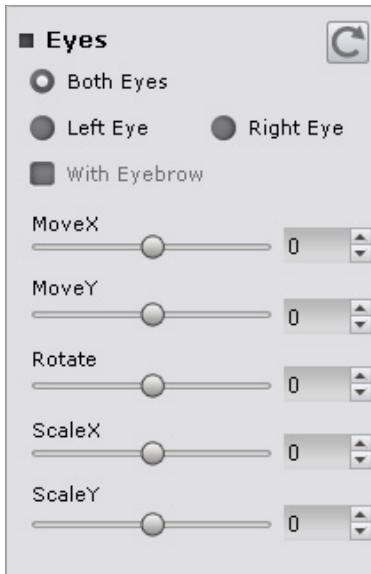 Eyes
Both Eyes
Left Eye Right Eye
With Eyebrow
MoveX
0
MoveY
0
Rotate
0
ScaleX
0
ScaleY
0